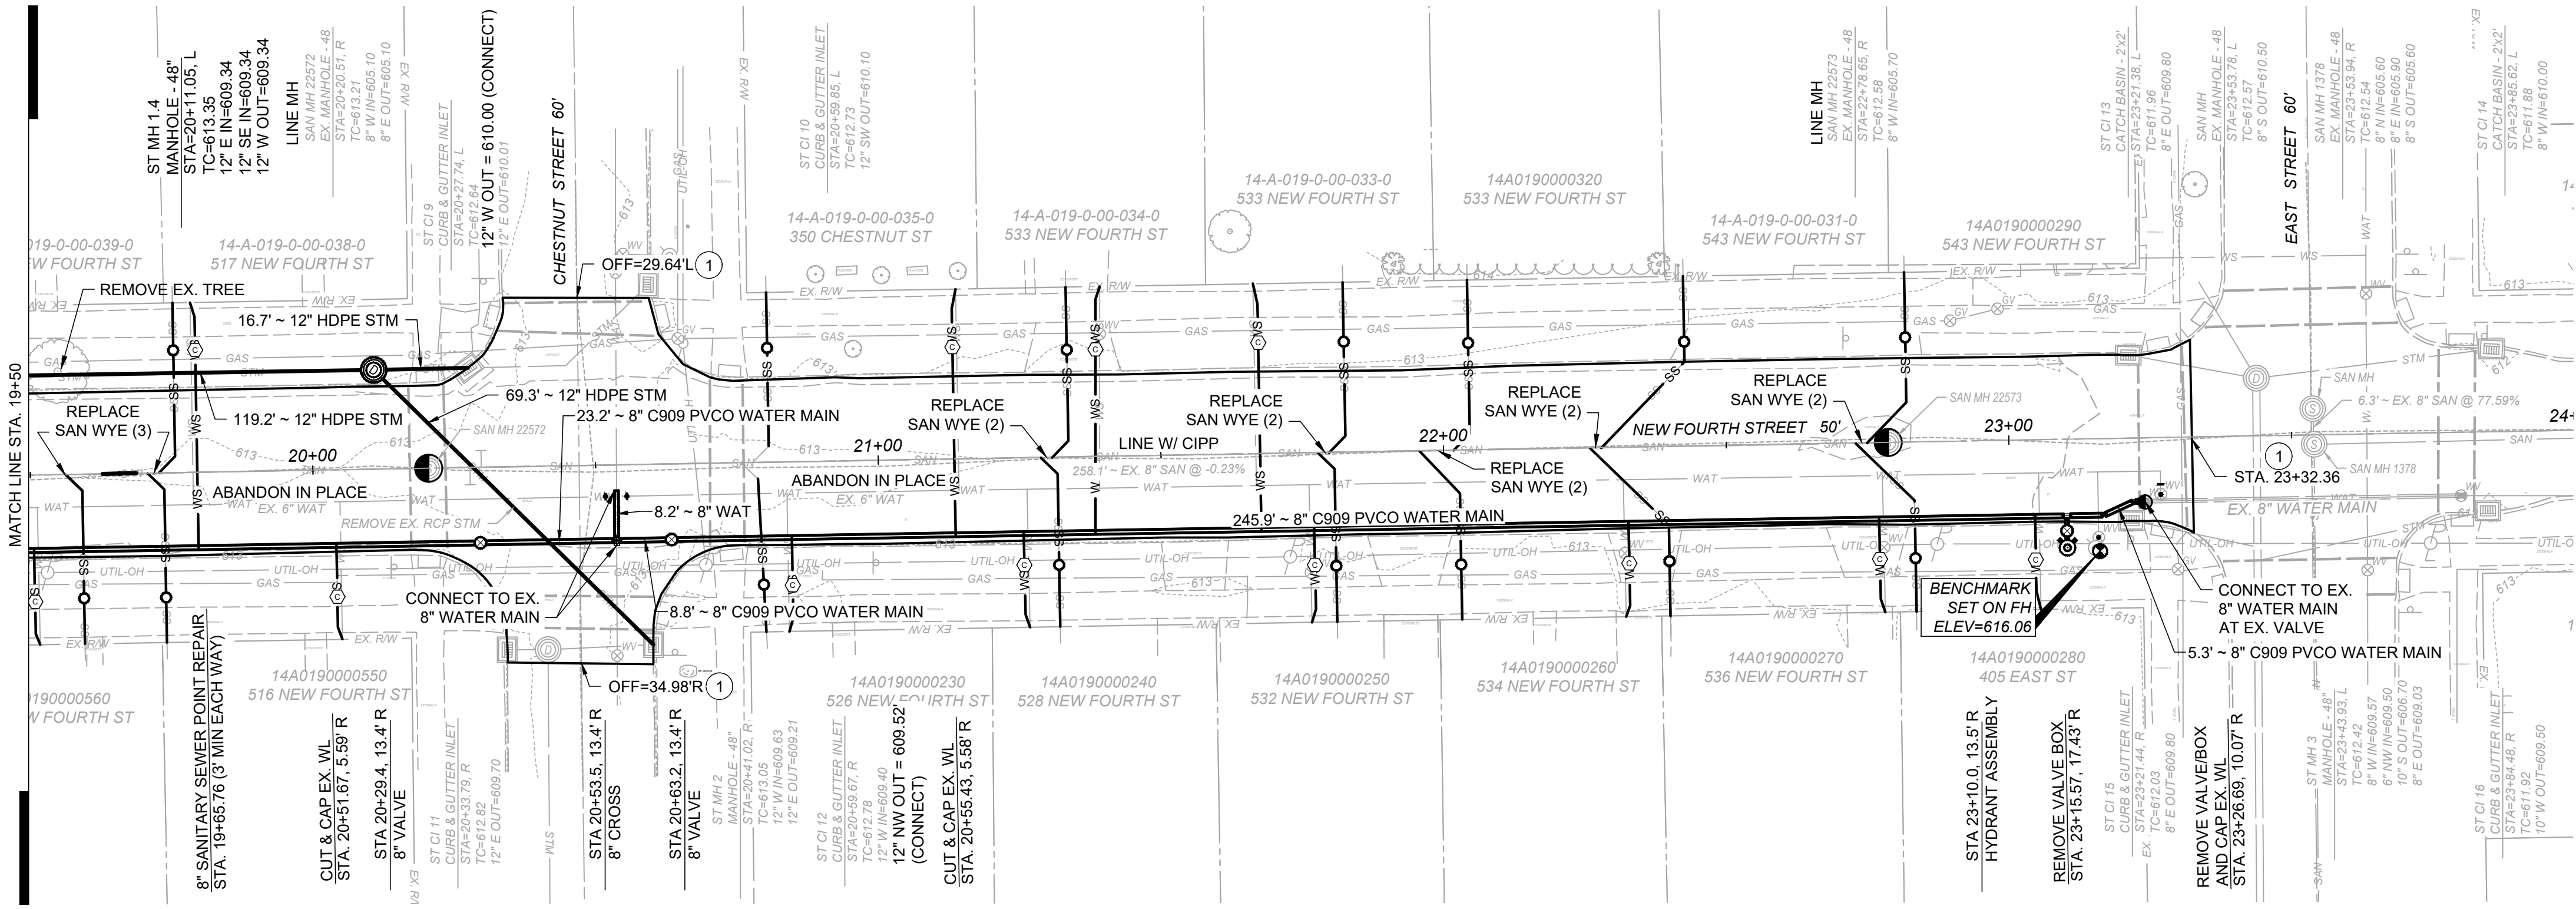 MATCH LINE STA. 19+50
ST MH 1.4
MANHOLE - 48"
STA=20+11.05, L
TC=613.35
12" E IN=609.34
12" SE IN=609.34
12" W OUT=609.34
LINE MH
SAN MH 22572
EX. MANHOLE - 48
STA=20+20.51, R
TC=613.21
8" W IN=605.10
8" E OUT=605.10
EX. R/W
ST CI 9
CURB & GUTTER INLET
STA=20+27.74, L
TC=612.64
12" E OUT=610.01
12" W OUT = 610.00 (CONNECT)
CHESTNUT STREET 60'
EX. R/W
ST CI 10
CURB & GUTTER INLET
STA=20+59.85, L
TC=612.73
12" SW OUT=610.10
LINE MH
SAN MH 22573
EX. MANHOLE - 48
STA=22+78.65, R
TC=612.58
8" W IN=605.70
ST CI 13
CATCH BASIN - 2'x2'
STA=23+21.38, L
TC=611.96
8" E OUT=609.80
SAN MH
EX. MANHOLE - 48
STA=23+53.78, L
TC=612.57
8" S OUT=610.50
EAST STREET 60'
SAN MH 1378
EX. MANHOLE - 48
STA=23+53.94, R
TC=612.54
8" N IN=605.60
8" E IN=605.90
8" S OUT=605.60
ST CI 14
CATCH BASIN - 2'x2'
STA=23+85.62, L
TC=611.88
8" W IN=610.00
019-0-00-039-0
EW FOURTH ST
14-A-019-0-00-038-0
517 NEW FOURTH ST
14-A-019-0-00-035-0
350 CHESTNUT ST
14-A-019-0-00-034-0
533 NEW FOURTH ST
14-A-019-0-00-033-0
533 NEW FOURTH ST
14A0190000320
533 NEW FOURTH ST
14-A-019-0-00-031-0
543 NEW FOURTH ST
14A0190000290
543 NEW FOURTH ST
REMOVE EX. TREE
16.7' ~ 12" HDPE STM
OFF=29.64'L 1
REPLACE
SAN WYE (3)
119.2' ~ 12" HDPE STM
69.3' ~ 12" HDPE STM
23.2' ~ 8" C909 PVCO WATER MAIN
SAN MH 22572
20+00
21+00
22+00
23+00
24+
ABANDON IN PLACE
EX. 6" WAT
REMOVE EX. RCP STM
8.2' ~ 8" WAT
ABANDON IN PLACE
EX. 6" WAT
REPLACE
SAN WYE (2)
LINE W/ CIPP
258.1' ~ EX. 8" SAN @ -0.23%
REPLACE
SAN WYE (2)
REPLACE
SAN WYE (2)
REPLACE
SAN WYE (2)
REPLACE
SAN WYE (2)
NEW FOURTH STREET 50'
SAN MH 22573
SAN MH
6.3' ~ EX. 8" SAN @ 77.59%
SAN MH 1378
1
STA. 23+32.36
245.9' ~ 8" C909 PVCO WATER MAIN
EX. 8" WATER MAIN
CONNECT TO EX.
8" WATER MAIN
8.8' ~ 8" C909 PVCO WATER MAIN
OFF=34.98'R 1
BENCHMARK
SET ON FH
ELEV=616.06
CONNECT TO EX.
8" WATER MAIN
AT EX. VALVE
5.3' ~ 8" C909 PVCO WATER MAIN
0190000560
W FOURTH ST
14A0190000550
516 NEW FOURTH ST
14A0190000230
526 NEW FOURTH ST
14A0190000240
528 NEW FOURTH ST
14A0190000250
532 NEW FOURTH ST
14A0190000260
534 NEW FOURTH ST
14A0190000270
536 NEW FOURTH ST
14A0190000280
405 EAST ST
8" SANITARY SEWER POINT REPAIR
STA. 19+65.76 (3' MIN EACH WAY)
CUT & CAP EX. WL
STA. 20+51.67, 5.59' R
STA 20+29.4, 13.4' R
8" VALVE
ST CI 11
CURB & GUTTER INLET
STA=20+33.79, R
TC=612.82
12" E OUT=609.70
STA 20+53.5, 13.4' R
8" CROSS
STA 20+63.2, 13.4' R
8" VALVE
ST MH 2
MANHOLE - 48"
STA=20+41.02, R
TC=613.05
12" W IN=609.63
12" E OUT=609.21
ST CI 12
CURB & GUTTER INLET
STA=20+59.67, R
TC=612.78
12" W IN=609.40
12" NW OUT = 609.52'
(CONNECT)
CUT & CAP EX. WL
STA. 20+55.43, 5.58' R
STA 23+10.0, 13.5' R
HYDRANT ASSEMBLY
REMOVE VALVE BOX
STA. 23+15.57, 17.43' R
ST CI 15
CURB & GUTTER INLET
STA=23+21.44, R
TC=612.03
8" E OUT=609.80
REMOVE VALVE/BOX
AND CAP EX. WL
STA. 23+26.69, 10.07' R
ST MH 3
MANHOLE - 48"
STA=23+43.93, L
TC=612.42
8" W IN=609.57
6" NW IN=609.50
10" S OUT=606.70
8" E OUT=609.03
ST CI 16
CURB & GUTTER INLET
STA=23+84.48, R
TC=611.92
10" W OUT=609.50